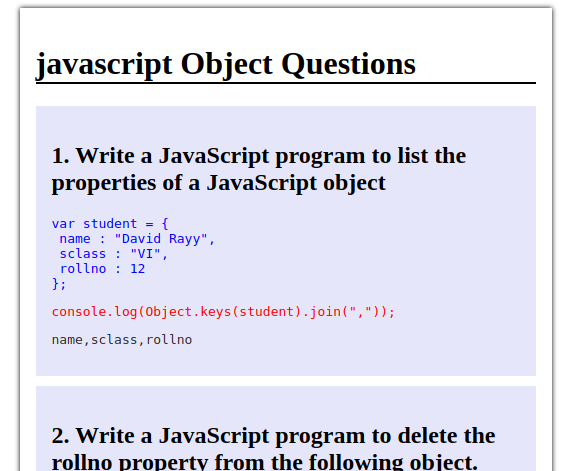 javascript Object Questions
1. Write a JavaScript program to list the
properties of a JavaScript object
var student = {
 name : "David Rayy",
 sclass : "VI",
 rollno : 12
};
console.log(Object.keys(student).join(","));
name,sclass,rollno
2. Write a JavaScript program to delete the
rollno property from the following object.